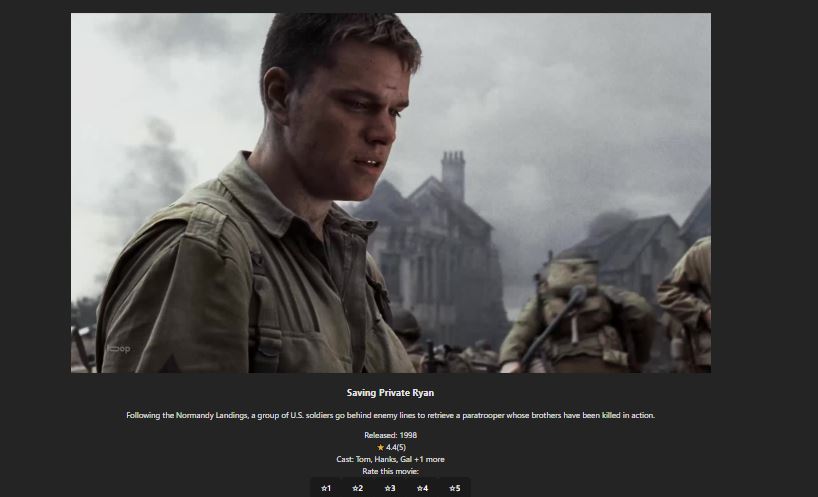 Saving Private Ryan
Following the Normandy Landings, a group of U.S. soldiers go behind enemy lines to retrieve a paratrooper whose brothers have been killed in action.
Released: 1998
★ 4.4(5)
Cast: Tom, Hanks, Gal +1 more
Rate this movie:
☆1 ☆2 ☆3 ☆4 ☆5